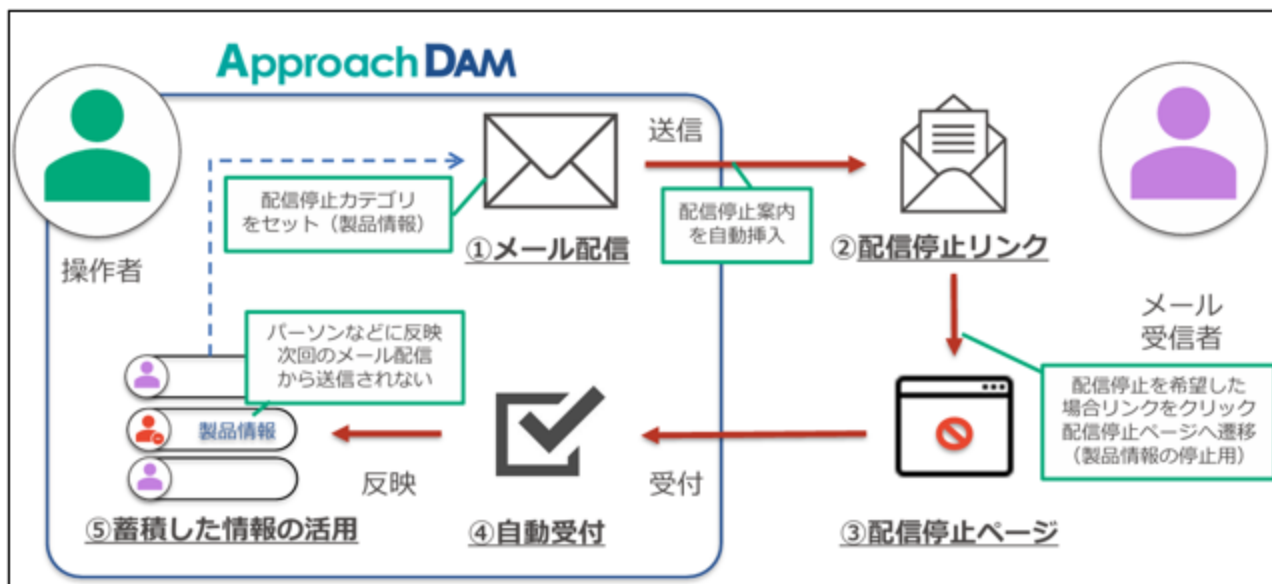 Approach DAM
操作者
配信停止カテゴリ
をセット（製品情報）
①メール配信
送信
配信停止案内
を自動挿入
②配信停止リンク
メール
受信者
配信停止を希望した
場合リンクをクリック
配信停止ページへ遷移
（製品情報の停止用）
③配信停止ページ
受付
④自動受付
反映
パーソンなどに反映
次回のメール配信
から送信されない
製品情報
⑤蓄積した情報の活用